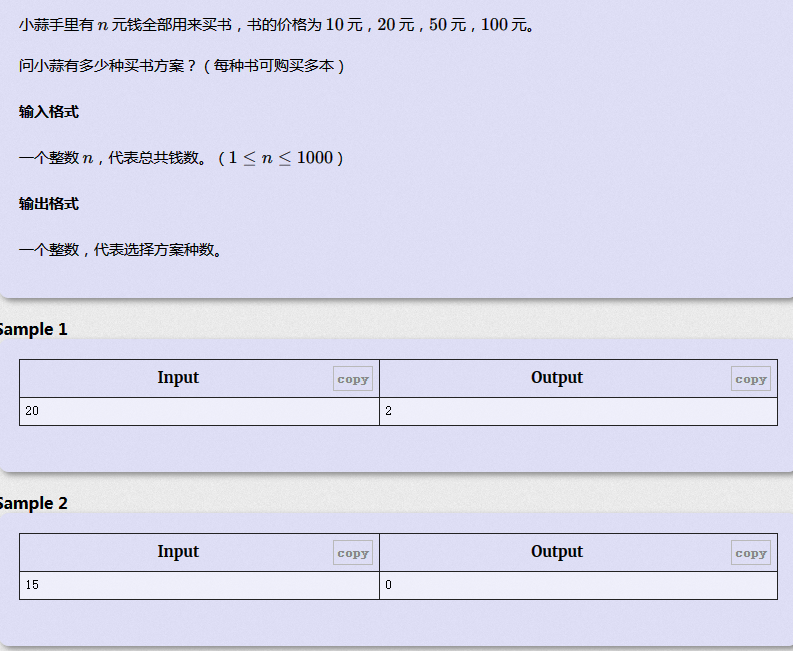 小蒜手里有 n 元钱全部用来买书，书的价格为 10 元，20 元，50 元，100 元。
问小蒜有多少种买书方案？（每种书可购买多本）
输入格式
一个整数 n，代表总共钱数。（1 ≤ n ≤ 1000）
输出格式
一个整数，代表选择方案种数。
Sample 1
Input copy Output copy
20 2
Sample 2
Input copy Output copy
15 0